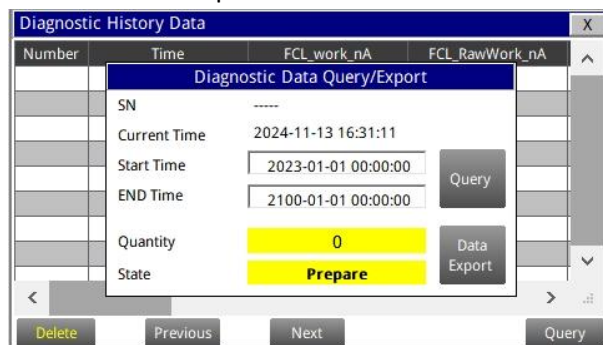 Diagnostic History Data X
Number Time FCL_work_nA FCL_RawWork_nA
Diagnostic Data Query/Export
SN -----
Current Time 2024-11-13 16:31:11
Start Time 2023-01-01 00:00:00
Query
END Time 2100-01-01 00:00:00
Quantity 0
Data Export
State Prepare
Delete Previous Next Query